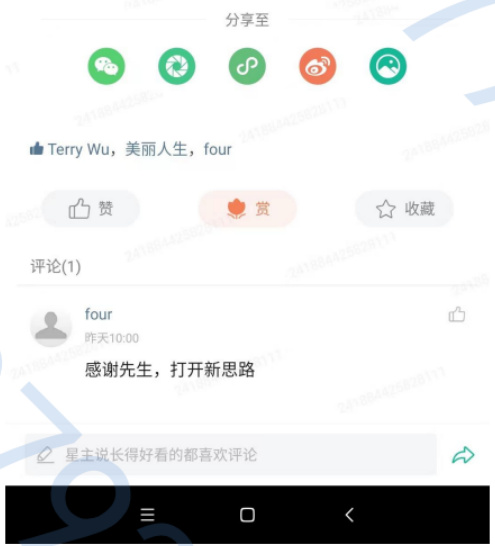 分享至
Terry Wu，美丽人生，four
赞
赏
收藏
评论(1)
four
昨天10:00
感谢先生，打开新思路
星主说长得好看的都喜欢评论